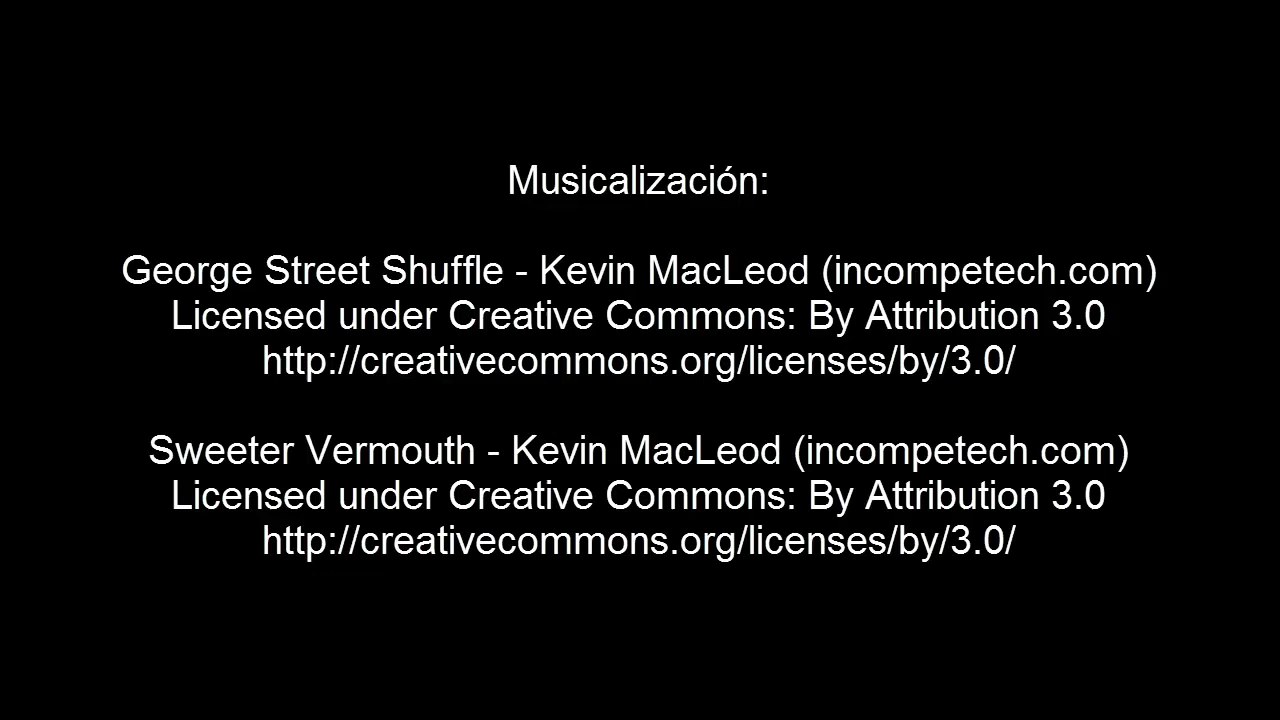 Musicalización:
George Street Shuffle - Kevin MacLeod (incompetech.com)
Licensed under Creative Commons: By Attribution 3.0
http://creativecommons.org/licenses/by/3.0/
Sweeter Vermouth - Kevin MacLeod (incompetech.com)
Licensed under Creative Commons: By Attribution 3.0
http://creativecommons.org/licenses/by/3.0/